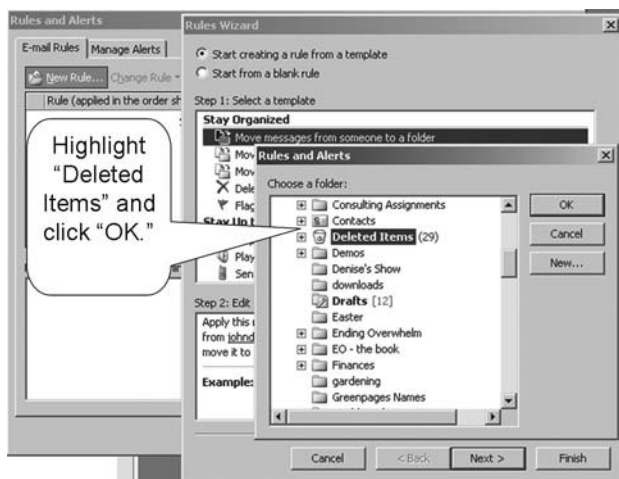 Rules and Alerts
E-mail Rules Manage Alerts
New Rule... Change Rule
Rule (applied in the order sh
Highlight
"Deleted
Items" and
click "OK."
Rules Wizard
Start creating a rule from a template
Start from a blank rule
Step 1: Select a template
Stay Organized
Move messages from someone to a folder
Mov
Mov
Dele
Flag
Stay Up
Play
Sen
Step 2: Edit
Apply this
from johnd
move it to
Example:
Rules and Alerts
Choose a folder:
Consulting Assignments
Contacts
Deleted Items (29)
Demos
Denise's Show
downloads
Drafts [12]
Easter
Ending Overwhelm
EO - the book
Finances
gardening
Greenpages Names
OK
Cancel
New...
Cancel < Back Next > Finish